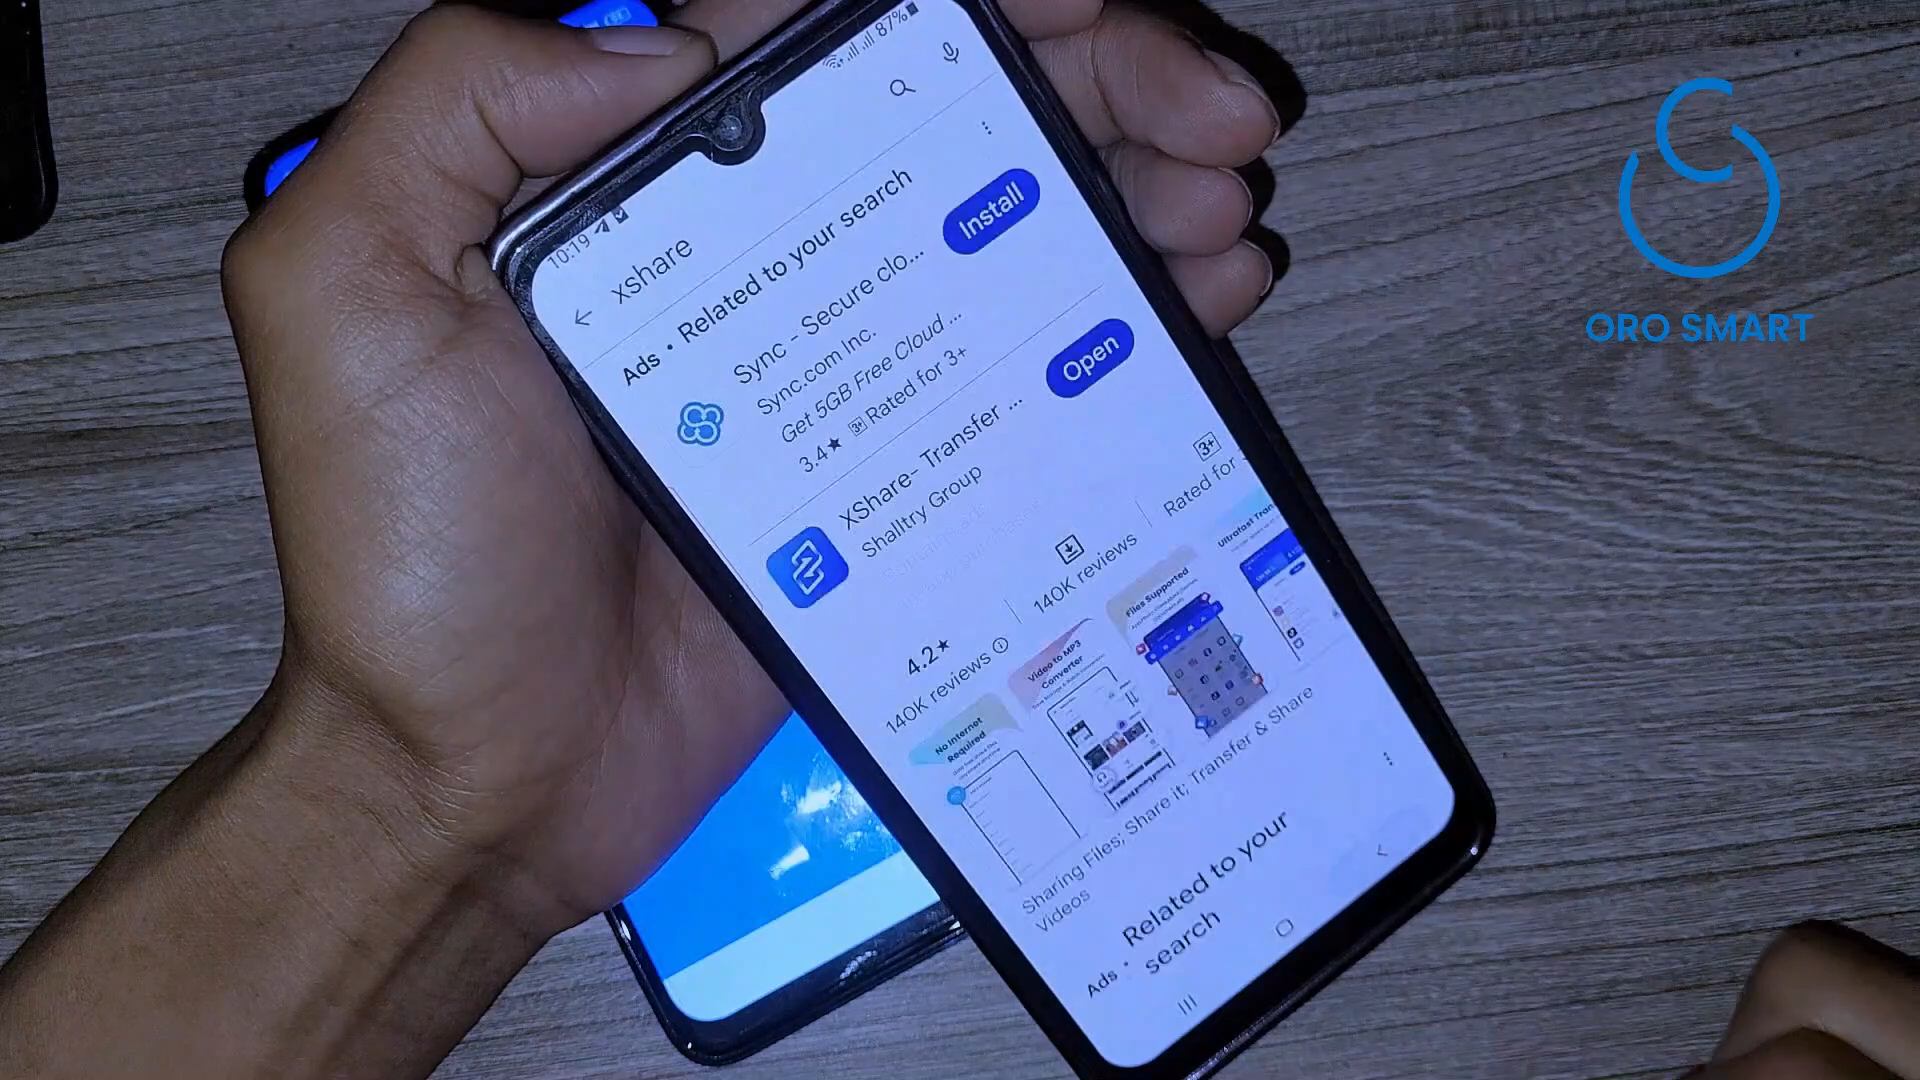 10:19
87%
xshare
Ads • Related to your search
Sync - Secure clo...
Sync.com Inc.
Get 5GB Free Cloud ...
3.4★ 3+ Rated for 3+
Install
XShare- Transfer ...
Shalltry Group
Open
4.2★
140K reviews
140K reviews
3+
Rated for
No Internet
Required
Video to MP3
Converter
Files Supported
Ultrafast Tran
Sharing Files; Share it; Transfer & Share
Videos
Ads • Related to your
search
ORO SMART